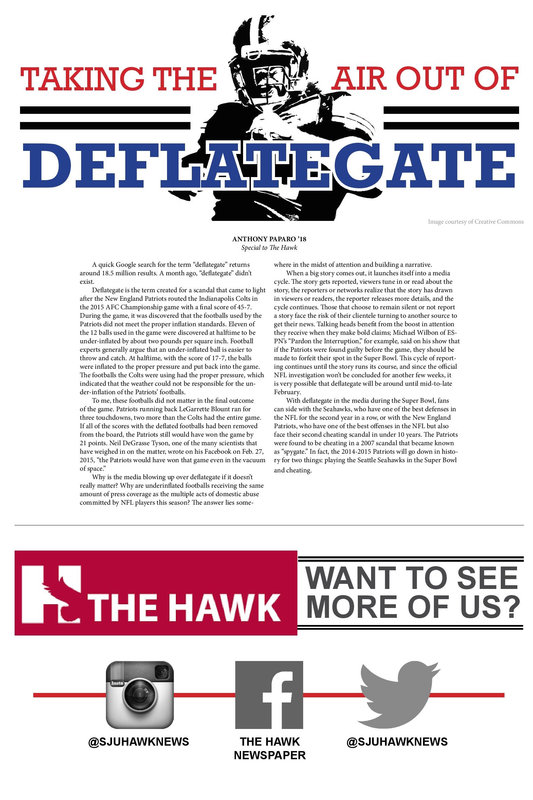 TAKING THE AIR OUT OF
DEFLATEGATE
Image courtesy of Creative Commons
ANTHONY PAPARO ’18
Special to The Hawk
A quick Google search for the term “deflategate” returns
around 18.5 million results. A month ago, “deflategate” didn’t
exist.
Deflategate is the term created for a scandal that came to light
after the New England Patriots routed the Indianapolis Colts in
the 2015 AFC Championship game with a final score of 45-7.
During the game, it was discovered that the footballs used by the
Patriots did not meet the proper inflation standards. Eleven of
the 12 balls used in the game were discovered at halftime to be
under-inflated by about two pounds per square inch. Football
experts generally argue that an under-inflated ball is easier to
throw and catch. At halftime, with the score of 17-7, the balls
were inflated to the proper pressure and put back into the game.
The footballs the Colts were using had the proper pressure, which
indicated that the weather could not be responsible for the un-
der-inflation of the Patriots’ footballs.
To me, these footballs did not matter in the final outcome
of the game. Patriots running back LeGarrette Blount ran for
three touchdowns, two more than the Colts had the entire game.
If all of the scores with the deflated footballs had been removed
from the board, the Patriots still would have won the game by
21 points. Neil DeGrasse Tyson, one of the many scientists that
have weighed in on the matter, wrote on his Facebook on Feb. 27,
2015, “the Patriots would have won that game even in the vacuum
of space.”
Why is the media blowing up over deflategate if it doesn’t
really matter? Why are underinflated footballs receiving the same
amount of press coverage as the multiple acts of domestic abuse
committed by NFL players this season? The answer lies some-
where in the midst of attention and building a narrative.
When a big story comes out, it launches itself into a media
cycle. The story gets reported, viewers tune in or read about the
story, the reporters or networks realize that the story has drawn
in viewers or readers, the reporter releases more details, and the
cycle continues. Those that choose to remain silent or not report
a story face the risk of their clientele turning to another source to
get their news. Talking heads benefit from the boost in attention
they receive when they make bold claims; Michael Wilbon of ES-
PN’s “Pardon the Interruption,” for example, said on his show that
if the Patriots were found guilty before the game, they should be
made to forfeit their spot in the Super Bowl. This cycle of report-
ing continues until the story runs its course, and since the official
NFL investigation won’t be concluded for another few weeks, it
is very possible that deflategate will be around until mid-to-late
February.
With deflategate in the media during the Super Bowl, fans
can side with the Seahawks, who have one of the best defenses in
the NFL for the second year in a row, or with the New England
Patriots, who have one of the best offenses in the NFL but also
face their second cheating scandal in under 10 years. The Patriots
were found to be cheating in a 2007 scandal that became known
as “spygate.” In fact, the 2014-2015 Patriots will go down in histo-
ry for two things: playing the Seattle Seahawks in the Super Bowl
and cheating.
H THE HAWK
WANT TO SEE
MORE OF US?
Insta
@SJUHAWKNEWS
THE HAWK
NEWSPAPER
@SJUHAWKNEWS